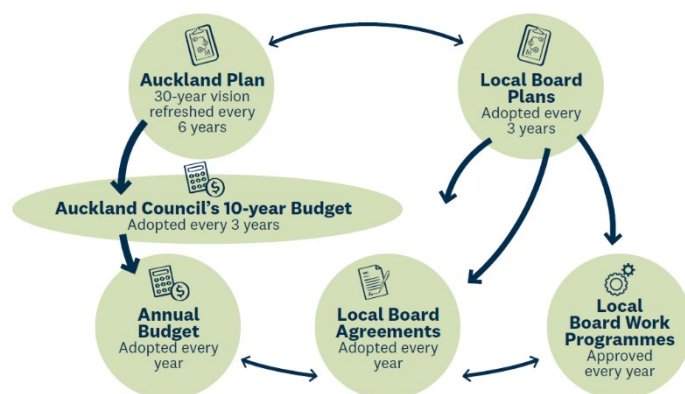 Auckland Plan
30-year vision
refreshed every
6 years
Local Board
Plans
Adopted every
3 years
$
Auckland Council's 10-year Budget
Adopted every 3 years
$
Annual
Budget
Adopted every
year
Local Board
Agreements
Adopted every
year
Local
Board Work
Programmes
Approved
every year